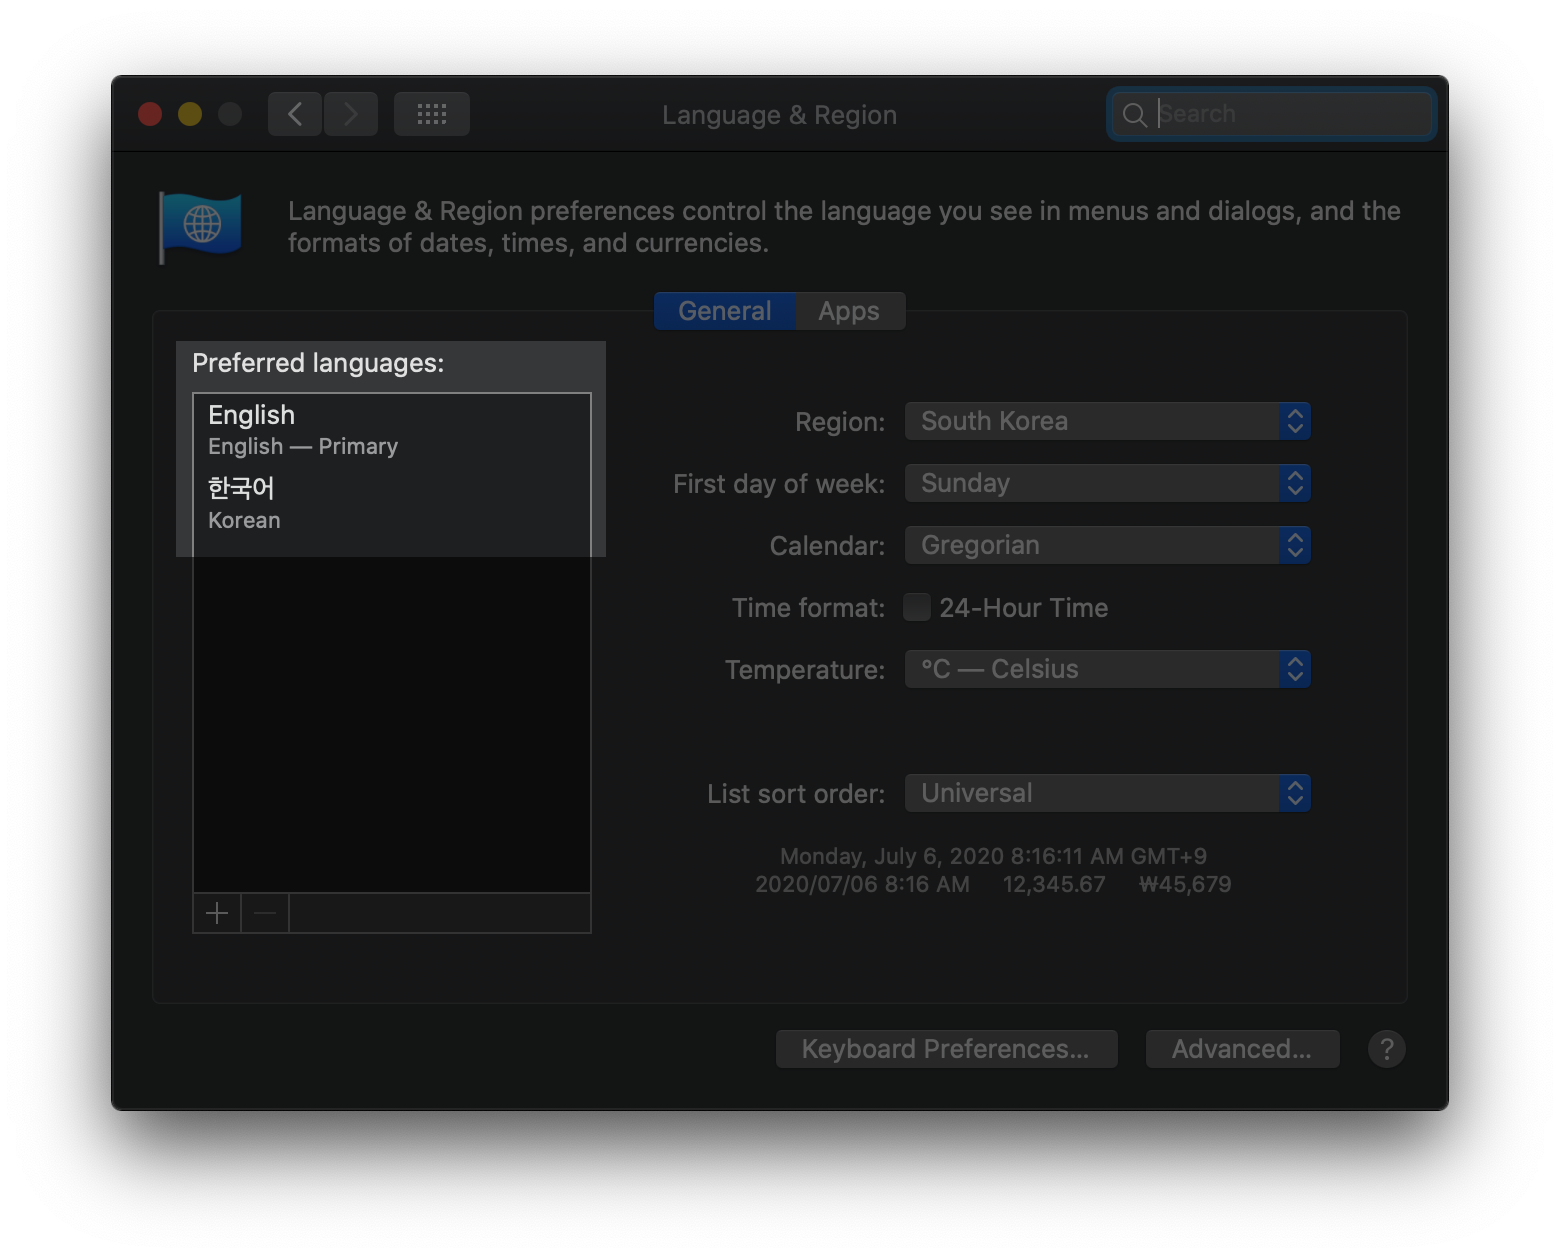 Language & Region
Search
Language & Region preferences control the language you see in menus and dialogs, and the
formats of dates, times, and currencies.
General
Apps
Preferred languages:
English
English — Primary
한국어
Korean
Region:
South Korea
First day of week:
Sunday
Calendar:
Gregorian
Time format:
24-Hour Time
Temperature:
°C — Celsius
List sort order:
Universal
Monday, July 6, 2020 8:16:11 AM GMT+9
2020/07/06 8:16 AM 12,345.67 ₩45,679
Keyboard Preferences...
Advanced...
?